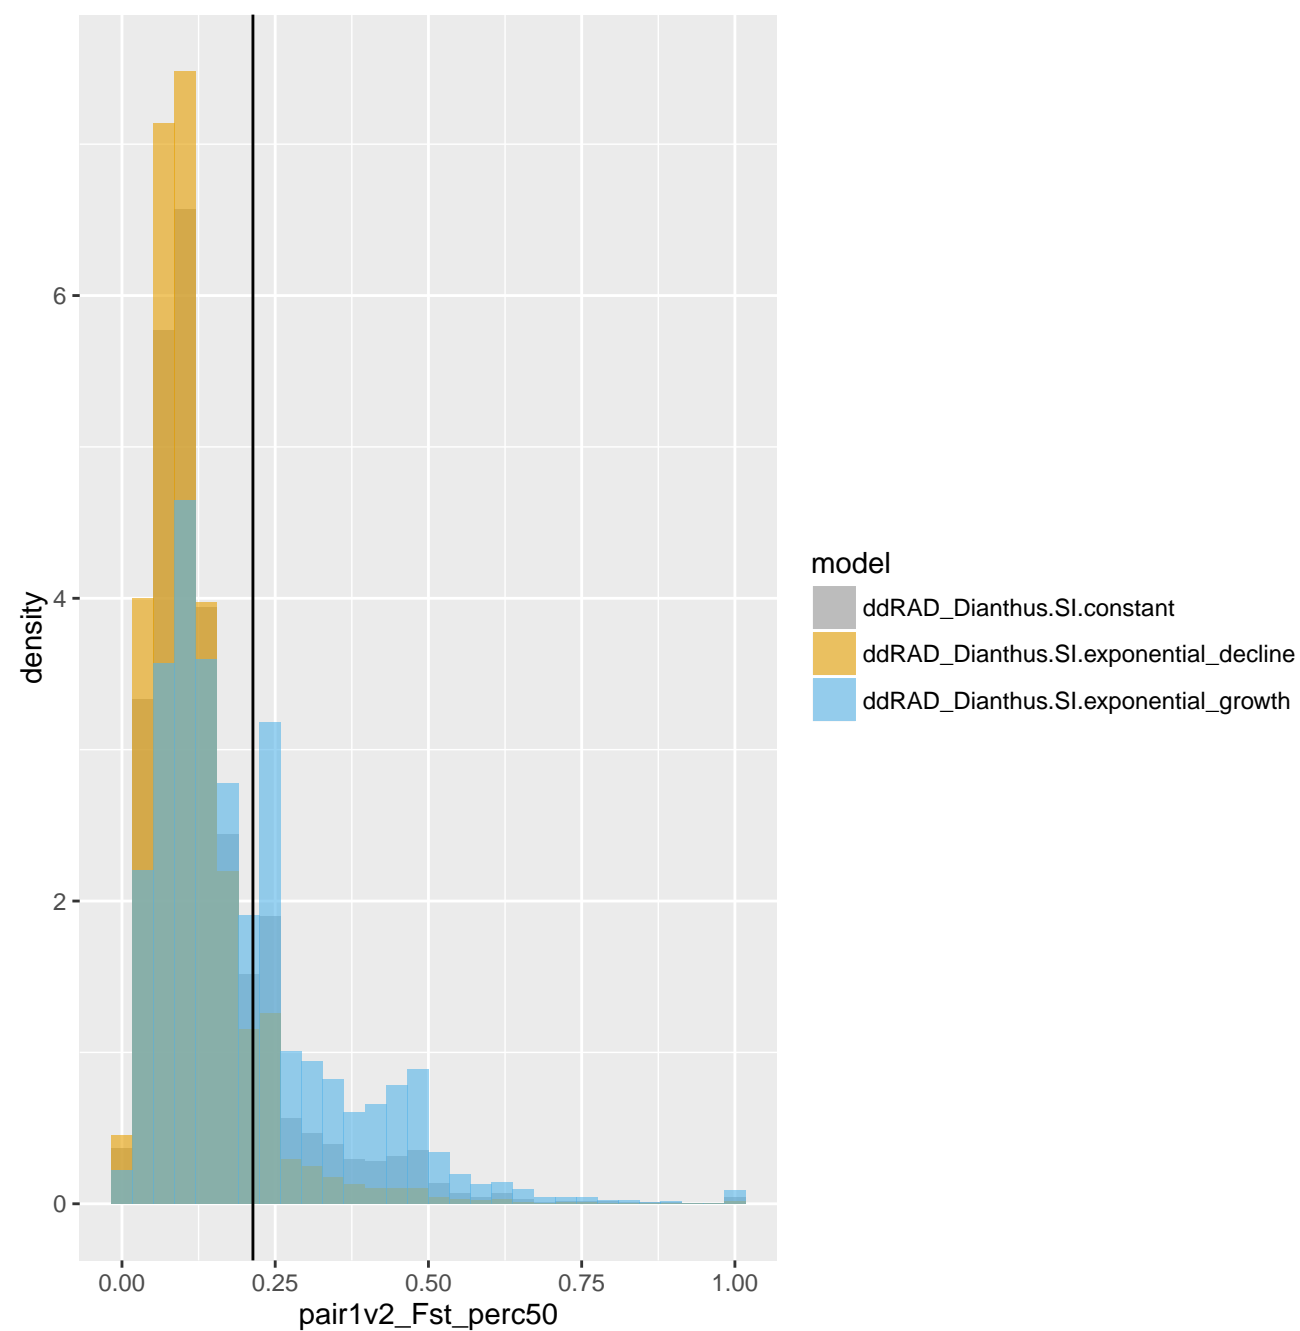 density
6
4
2
0
0.00 0.25 0.50 0.75 1.00
pair1v2_Fst_perc50
model
ddRAD_Dianthus.SI.constant
ddRAD_Dianthus.SI.exponential_decline
ddRAD_Dianthus.SI.exponential_growth